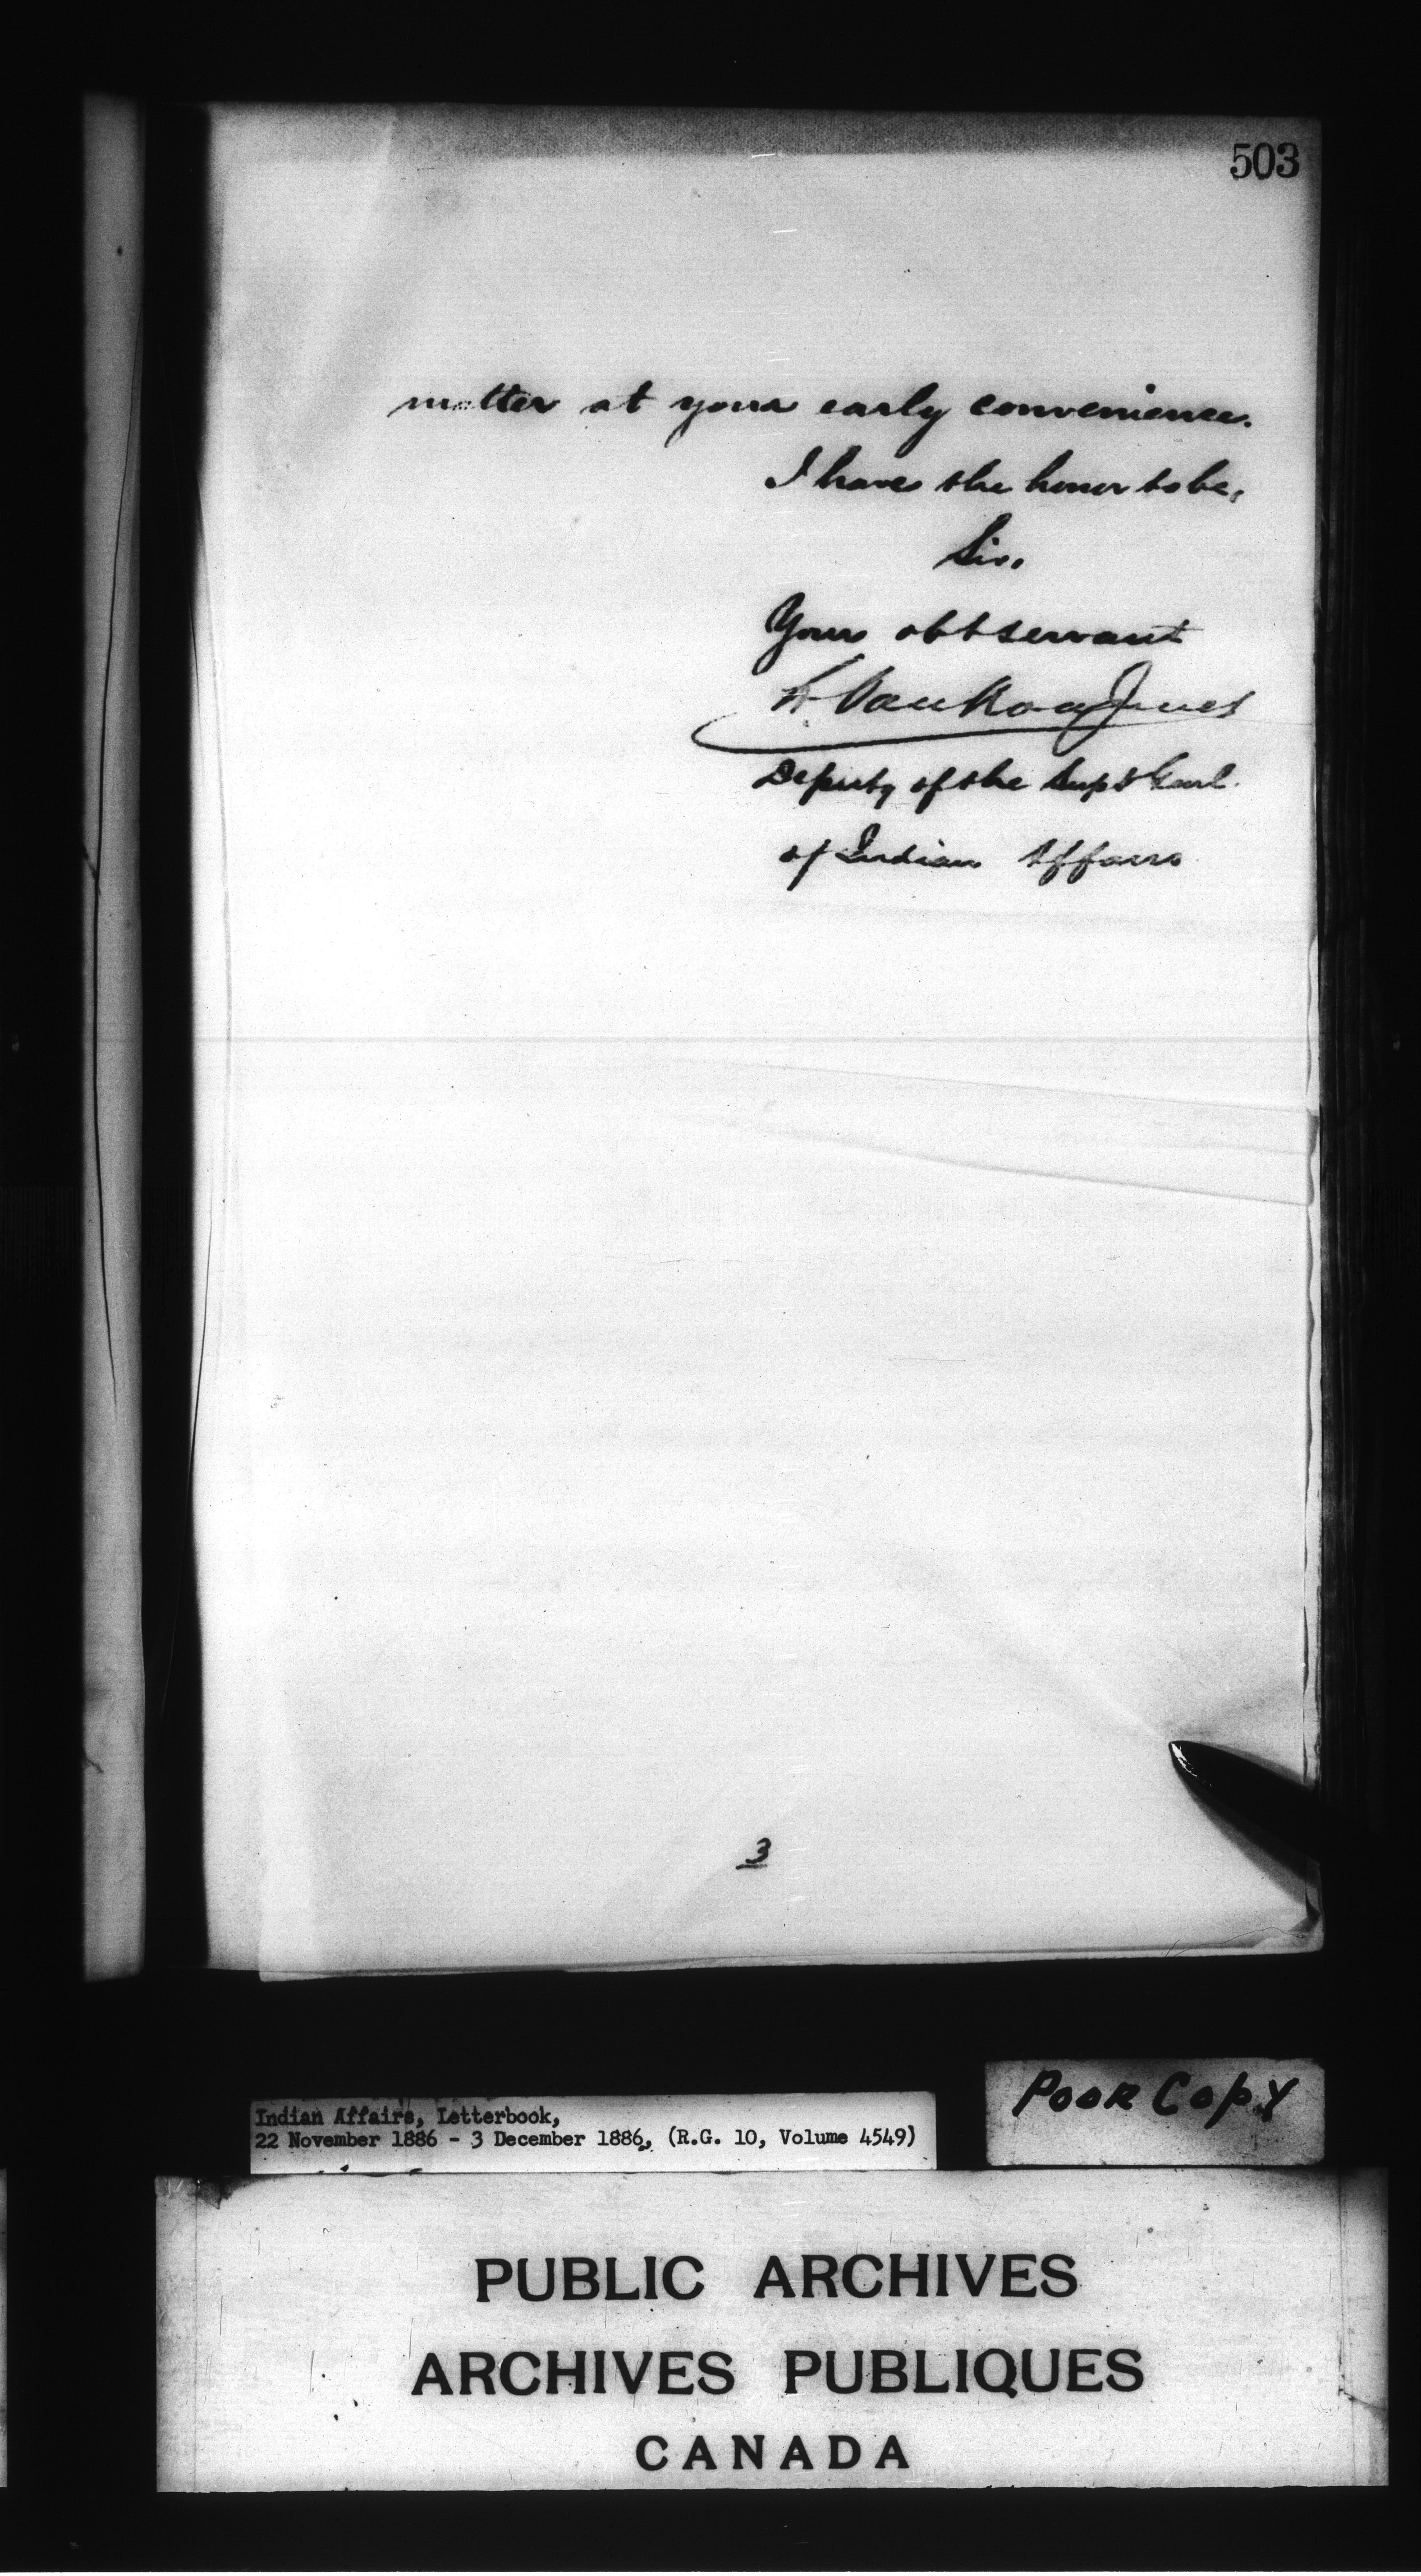 503
matter at your early convenience.
I have the honor to be,
Sir,
Your obt servant
L. VanKoughnet
Deputy of the Supt Genl.
of Indian Affairs
3
Poor Copy
Indian Affairs, Letterbook,
22 November 1886 - 3 December 1886, (R.G. 10, Volume 4549)
PUBLIC ARCHIVES
ARCHIVES PUBLIQUES
CANADA